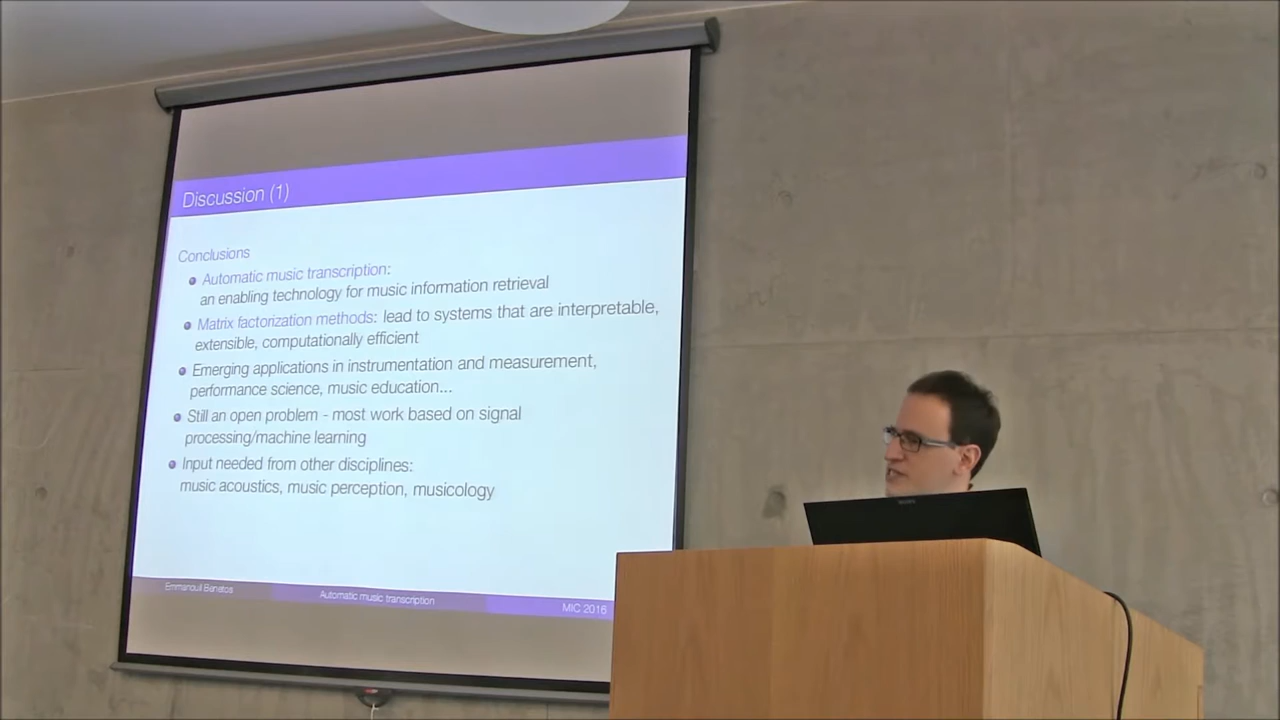 Discussion (1)
Conclusions
Automatic music transcription:
an enabling technology for music information retrieval
Matrix factorization methods: lead to systems that are interpretable,
extensible, computationally efficient
Emerging applications in instrumentation and measurement,
performance science, music education...
Still an open problem - most work based on signal
processing/machine learning
Input needed from other disciplines:
music acoustics, music perception, musicology
Emmanouil Benetos
Automatic music transcription
MIC 2016